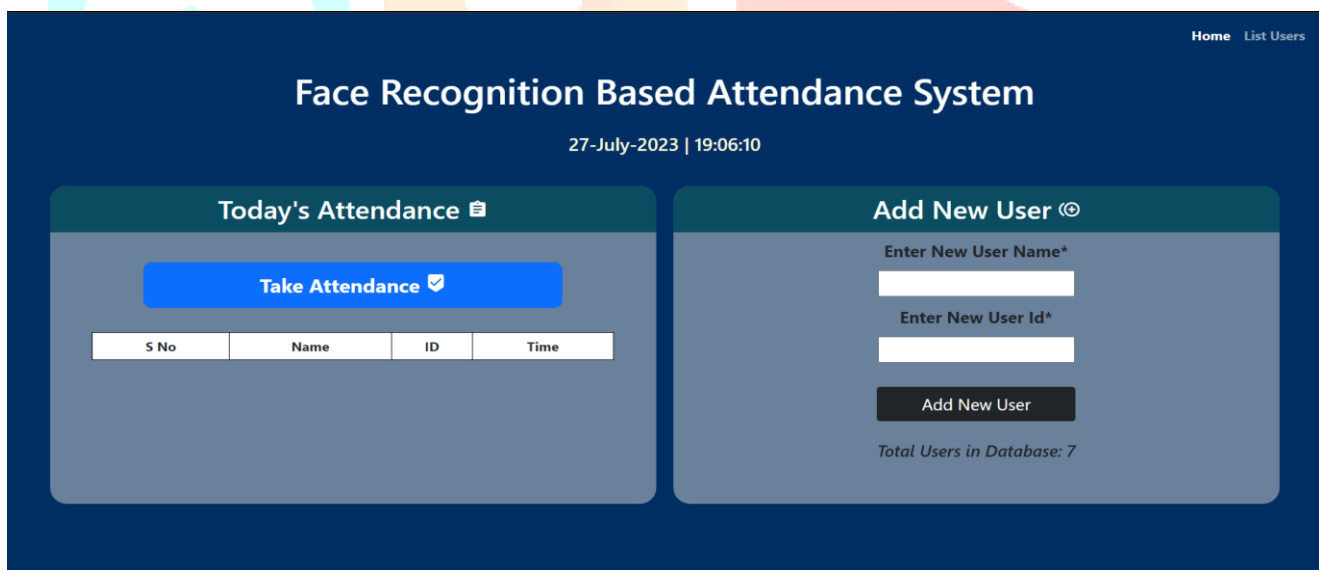 Home List Users
Face Recognition Based Attendance System
27-July-2023 | 19:06:10
Today's Attendance
Take Attendance
S No Name ID Time
Add New User
Enter New User Name*
Enter New User Id*
Add New User
Total Users in Database: 7